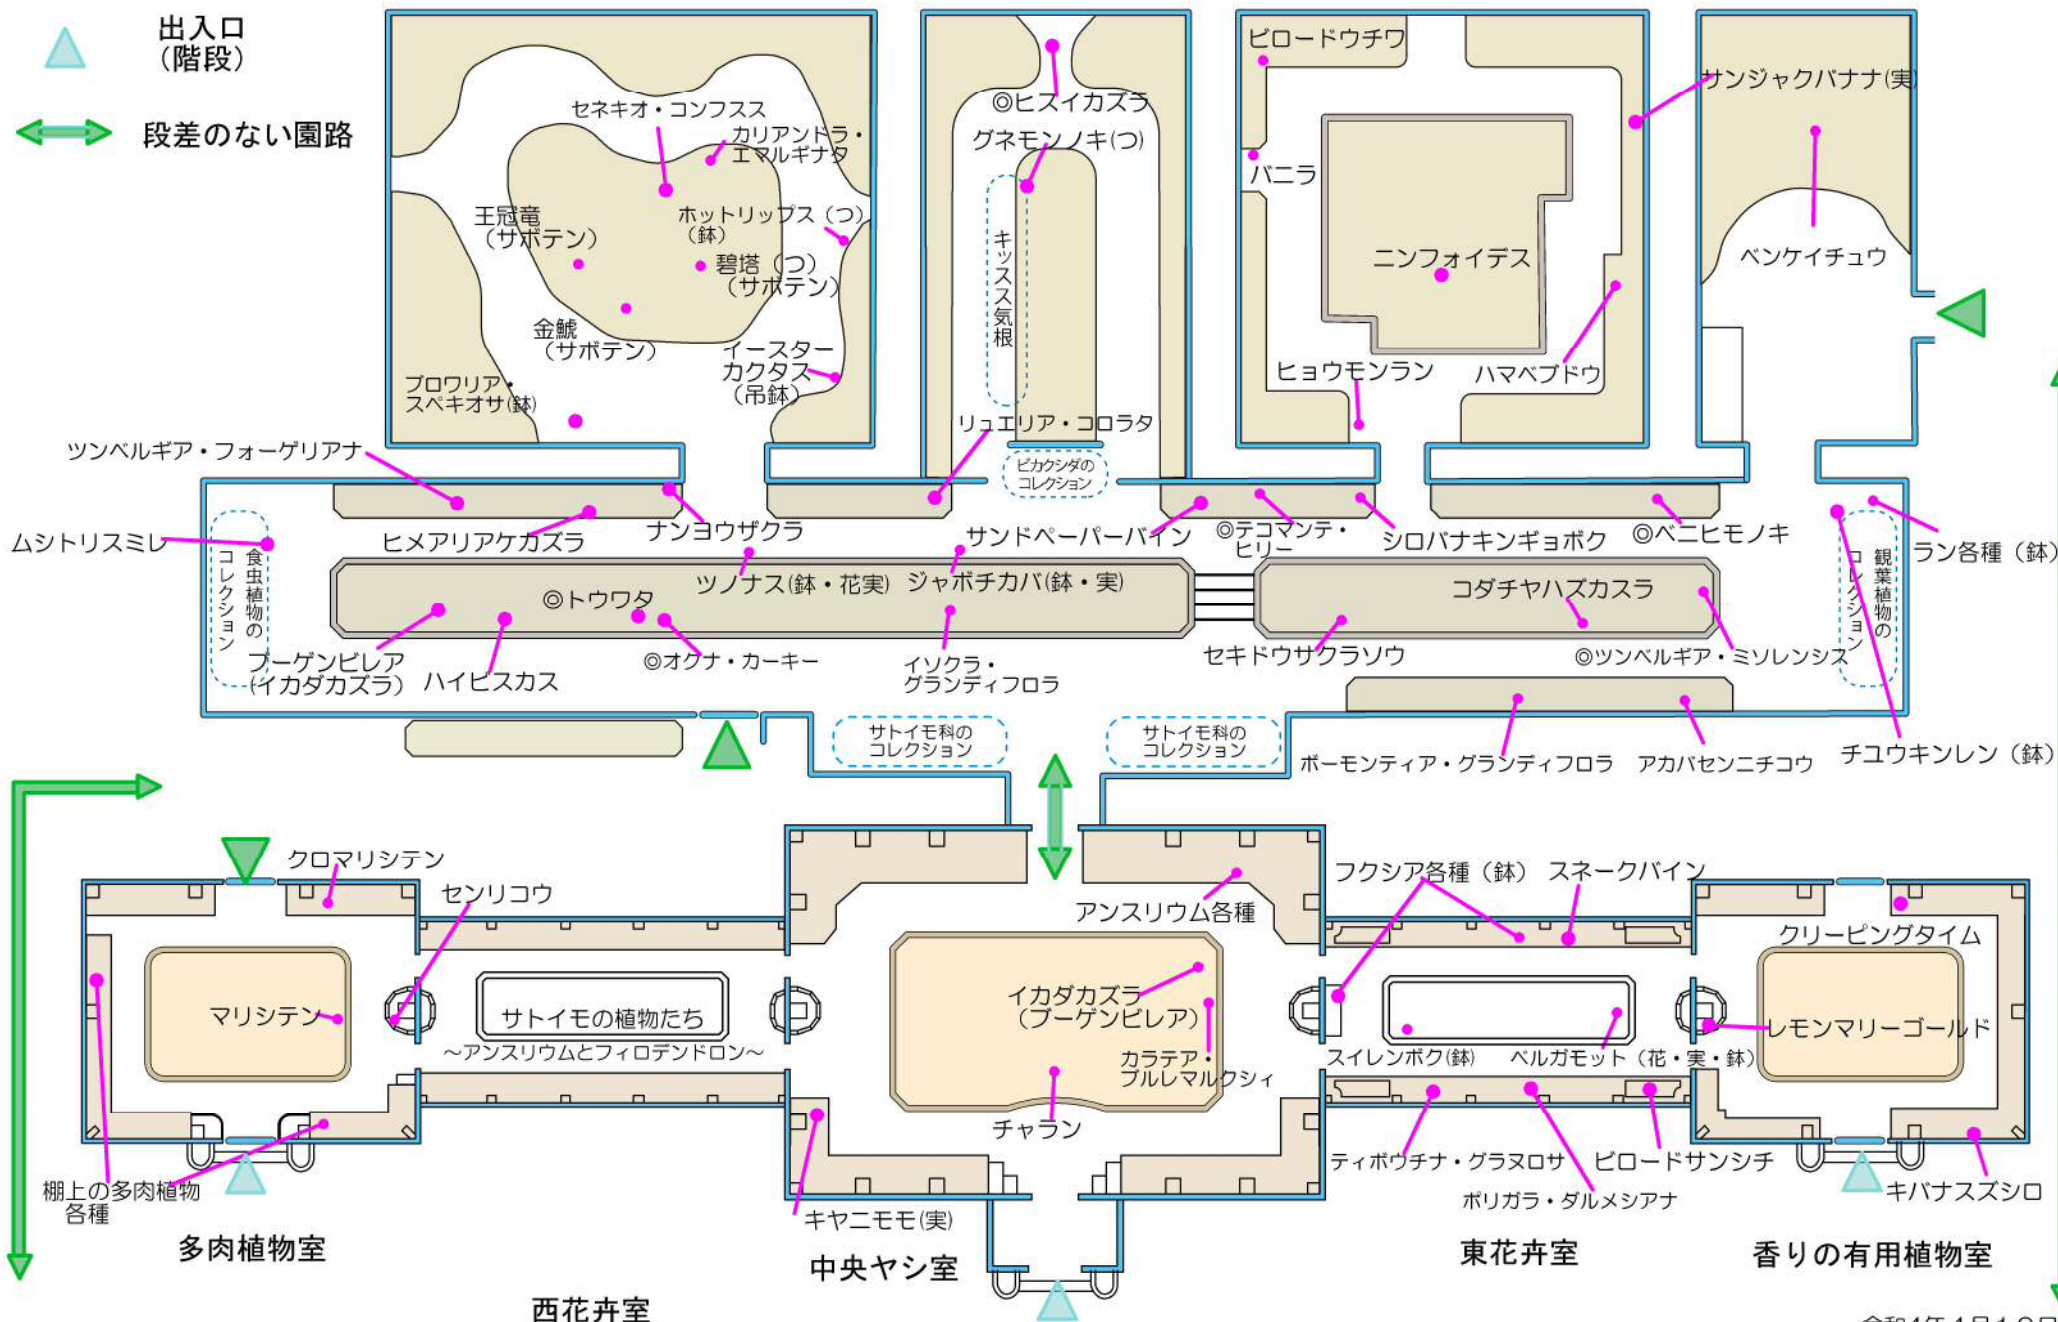 出入口
(階段)
段差のない園路
セネキオ・コンフスス
カリアンドラ・
エマルギナタ
王冠竜
(サボテン)
ホットリップス (つ)
(鉢)
碧塔 (つ)
(サボテン)
金鯱
(サボテン)
イースター
カクタス
(吊鉢)
ブロワリア・
スペキオサ(鉢)
◎ヒスイカズラ
グネモンノキ(つ)
キッスス気根
ビロードウチワ
バニラ
ニンフォイデス
ヒョウモンラン
ハマベブドウ
サンジャクバナナ(実)
ベンケイチュウ
ツンベルギア・フォーゲリアナ
リュエリア・コロラタ
ビカクシダの
コレクション
ムシトリスミレ
食虫植物の
コレクション
ヒメアリアケカズラ
ナンヨウザクラ
サンドペーパーバイン
◎テコマンテ・
ヒリー
シロバナキンギョボク
◎ベニヒモノキ
ラン各種 (鉢)
観葉植物の
コレクション
ツノナス(鉢・花実)
ジャボチカバ(鉢・実)
◎トウワタ
コダチヤハズカスラ
ブーゲンビレア
(イカダカズラ)
ハイビスカス
◎オクナ・カーキー
イソクラ・
グランディフロラ
セキドウサクラソウ
◎ツンベルギア・ミソレンシス
サトイモ科の
コレクション
サトイモ科の
コレクション
ボーモンティア・グランディフロラ
アカバセンニチコウ
チユウキンレン (鉢)
クロマリシテン
センリコウ
アンスリウム各種
フクシア各種 (鉢)
スネークバイン
クリーピングタイム
マリシテン
サトイモの植物たち
~アンスリウムとフィロデンドロン~
イカダカズラ
(ブーゲンビレア)
カラテア・
ブルレマルクシィ
チャラン
スイレンボク(鉢)
ベルガモット (花・実・鉢)
レモンマリーゴールド
棚上の多肉植物
各種
キヤニモモ(実)
ティボウチナ・グラヌロサ
ビロードサンシチ
ポリガラ・ダルメシアナ
キバナスズシロ
多肉植物室
中央ヤシ室
東花卉室
香りの有用植物室
西花卉室